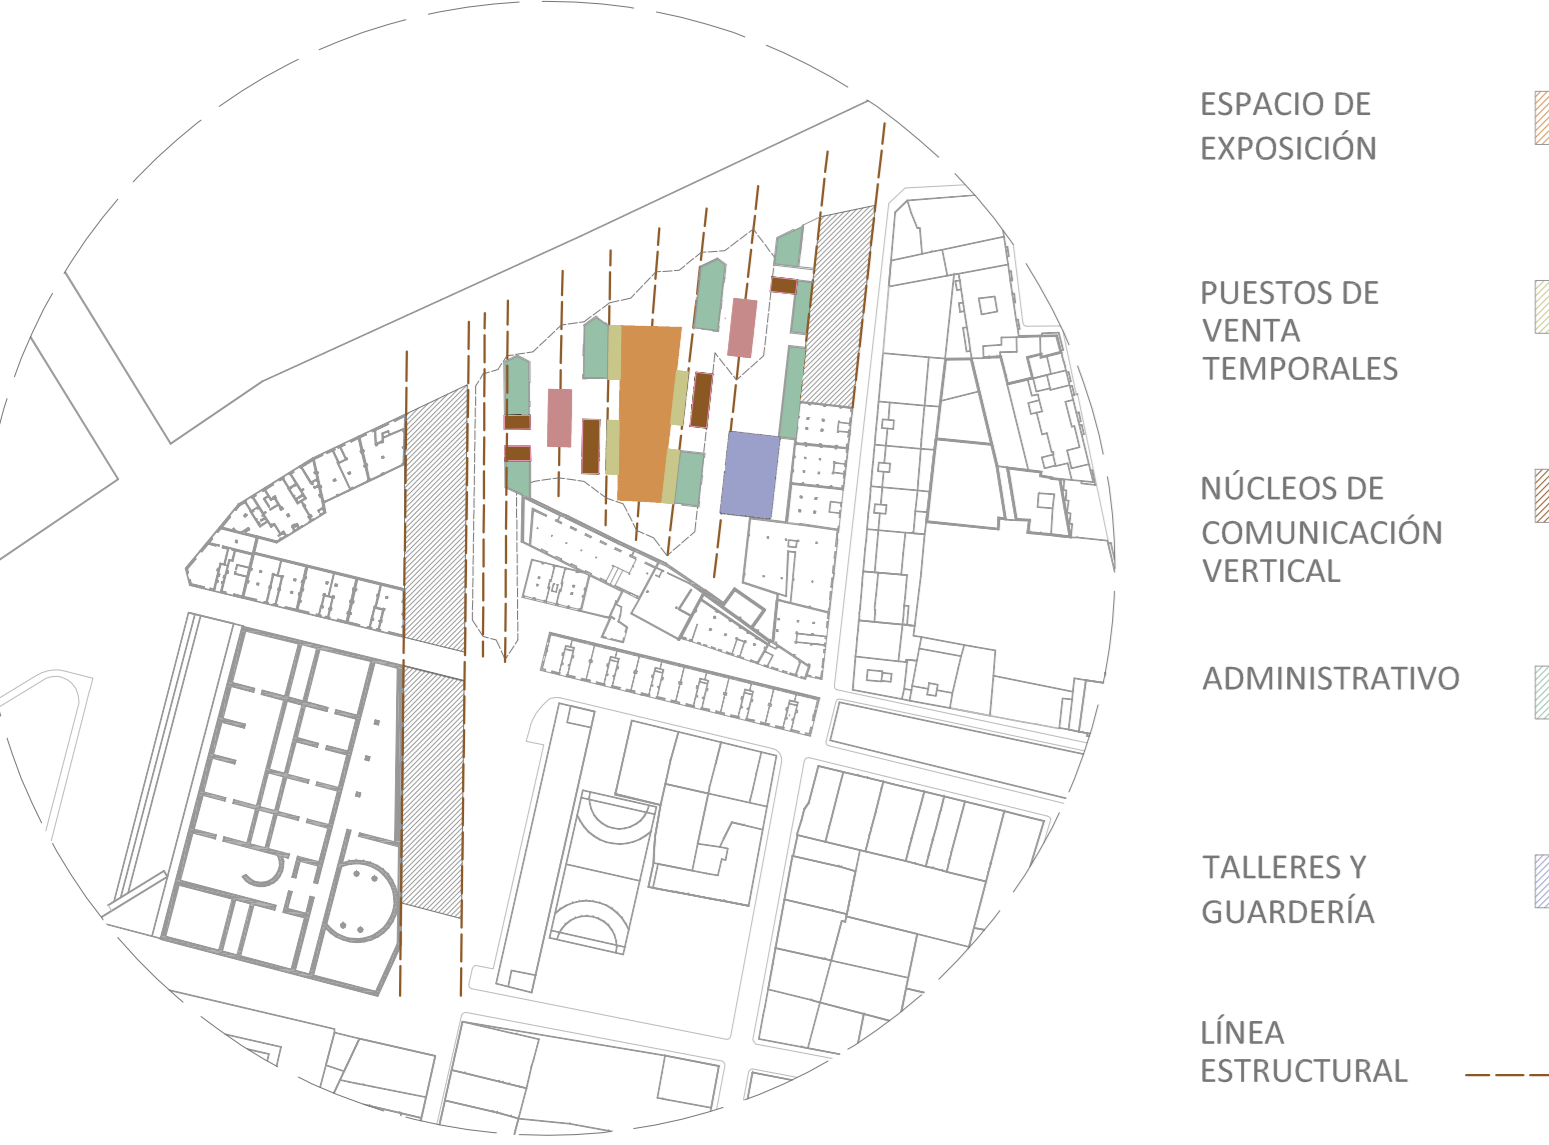 ESPACIO DE
EXPOSICIÓN
PUESTOS DE
VENTA
TEMPORALES
NÚCLEOS DE
COMUNICACIÓN
VERTICAL
ADMINISTRATIVO
TALLERES Y
GUARDERÍA
LÍNEA
ESTRUCTURAL